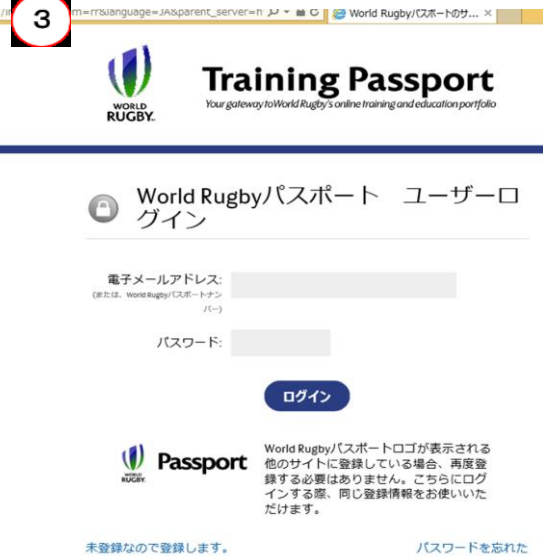 3
m=rr&language=JA&parent_server=h
World Rugbyパスポートのサ...
WORLD
RUGBY.
Training Passport
Your gateway to World Rugby's online training and education portfolio
World Rugbyパスポート　ユーザーロ
グイン
電子メールアドレス:
(または、World Rugbyパスポートナン
バー)
パスワード:
ログイン
WORLD
RUGBY
Passport
World Rugbyパスポートロゴが表示される
他のサイトに登録している場合、再度登
録する必要はありません。こちらにログ
インする際、同じ登録情報をお使いいた
だけます。
未登録なので登録します。
パスワードを忘れた